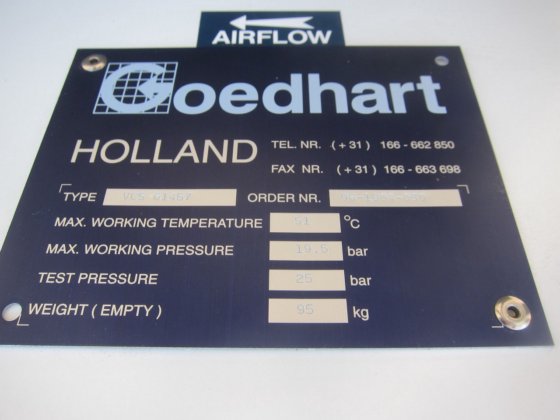 AIRFLOW
Goedhart
HOLLAND
TEL. NR. (+31) 166-662 850
FAX NR. (+31) 166-663 698
TYPE ORDER NR.
MAX. WORKING TEMPERATURE 51 °C
MAX. WORKING PRESSURE 19.5 bar
TEST PRESSURE 25 bar
WEIGHT ( EMPTY ) 95 kg